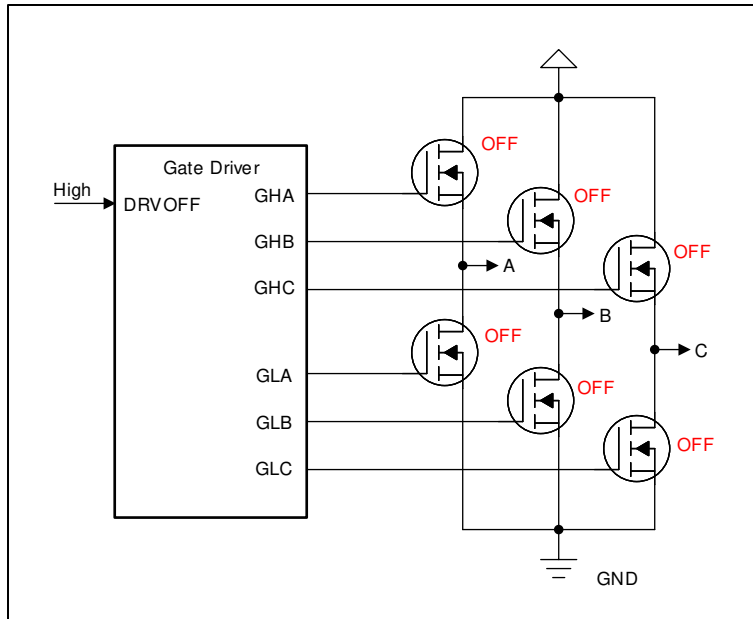 OFF
Gate Driver
High
DRVOFF
GHA
OFF
GHB
OFF
A
GHC
B
OFF
C
GLA
OFF
GLB
OFF
GLC
GND